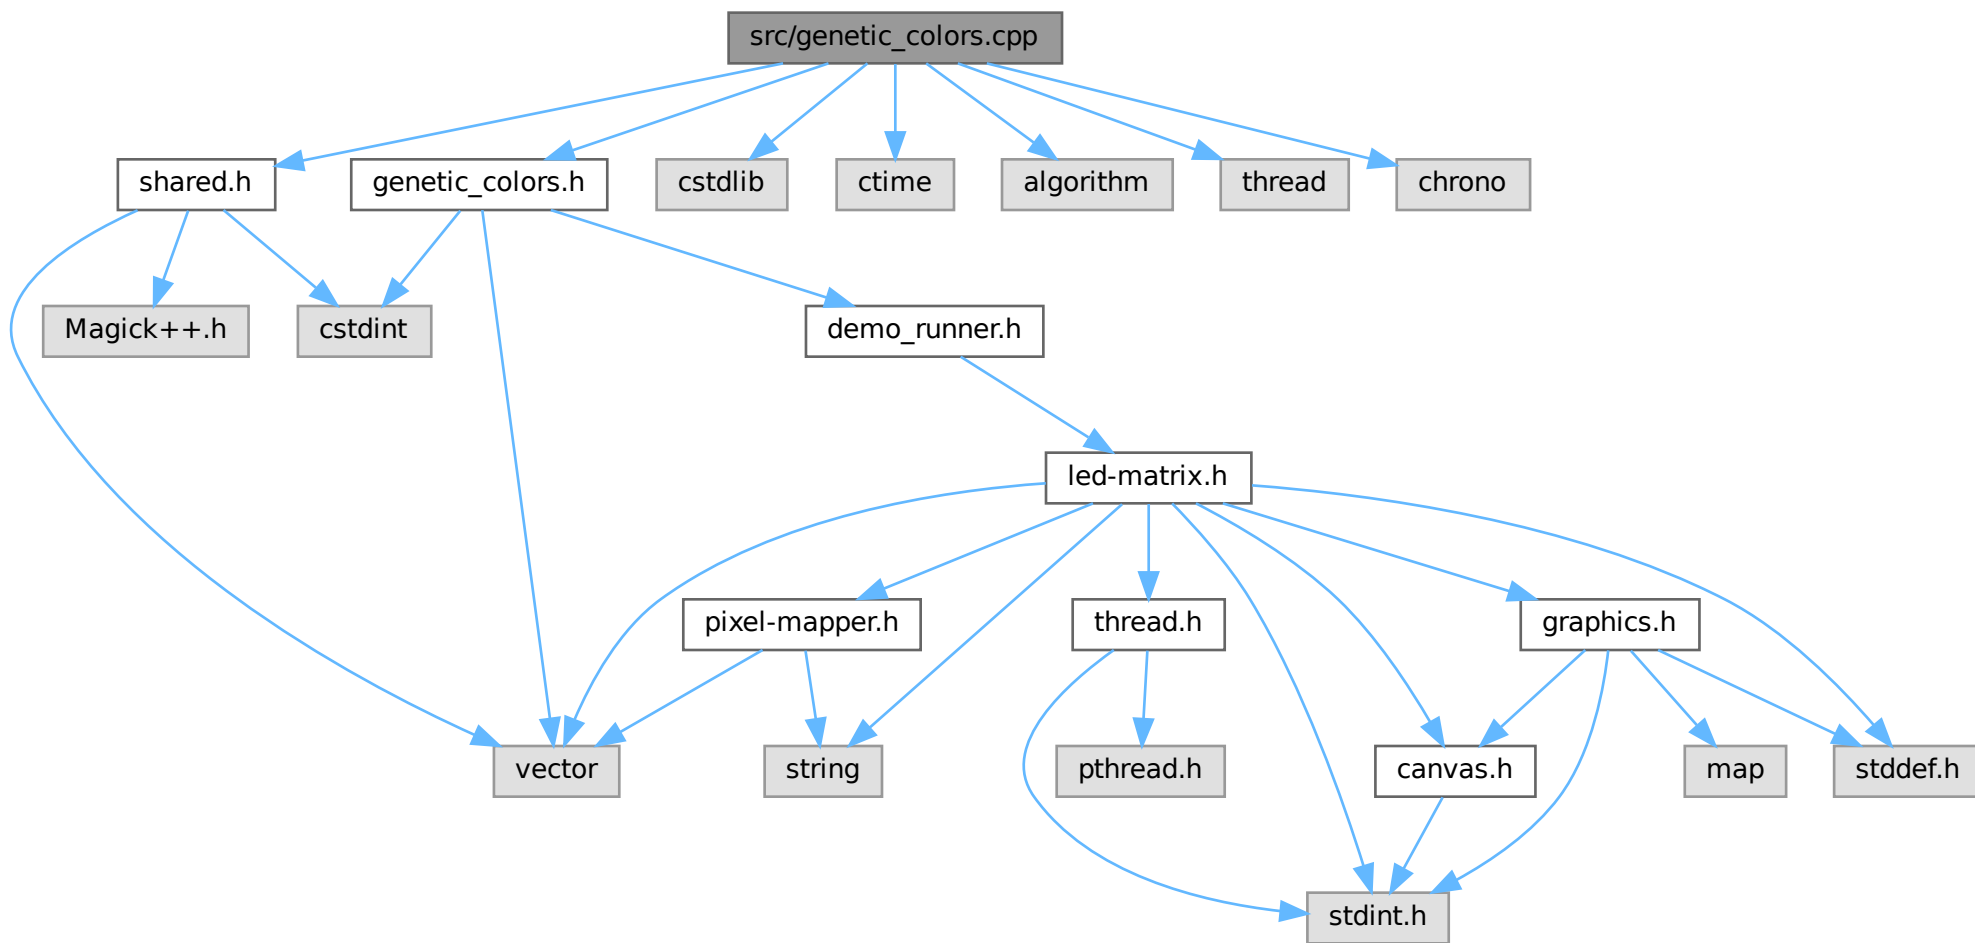 src/genetic_colors.cpp
shared.h
genetic_colors.h
cstdlib
ctime
algorithm
thread
chrono
Magick++.h
cstdint
demo_runner.h
led-matrix.h
pixel-mapper.h
thread.h
graphics.h
vector
string
pthread.h
canvas.h
map
stddef.h
stdint.h